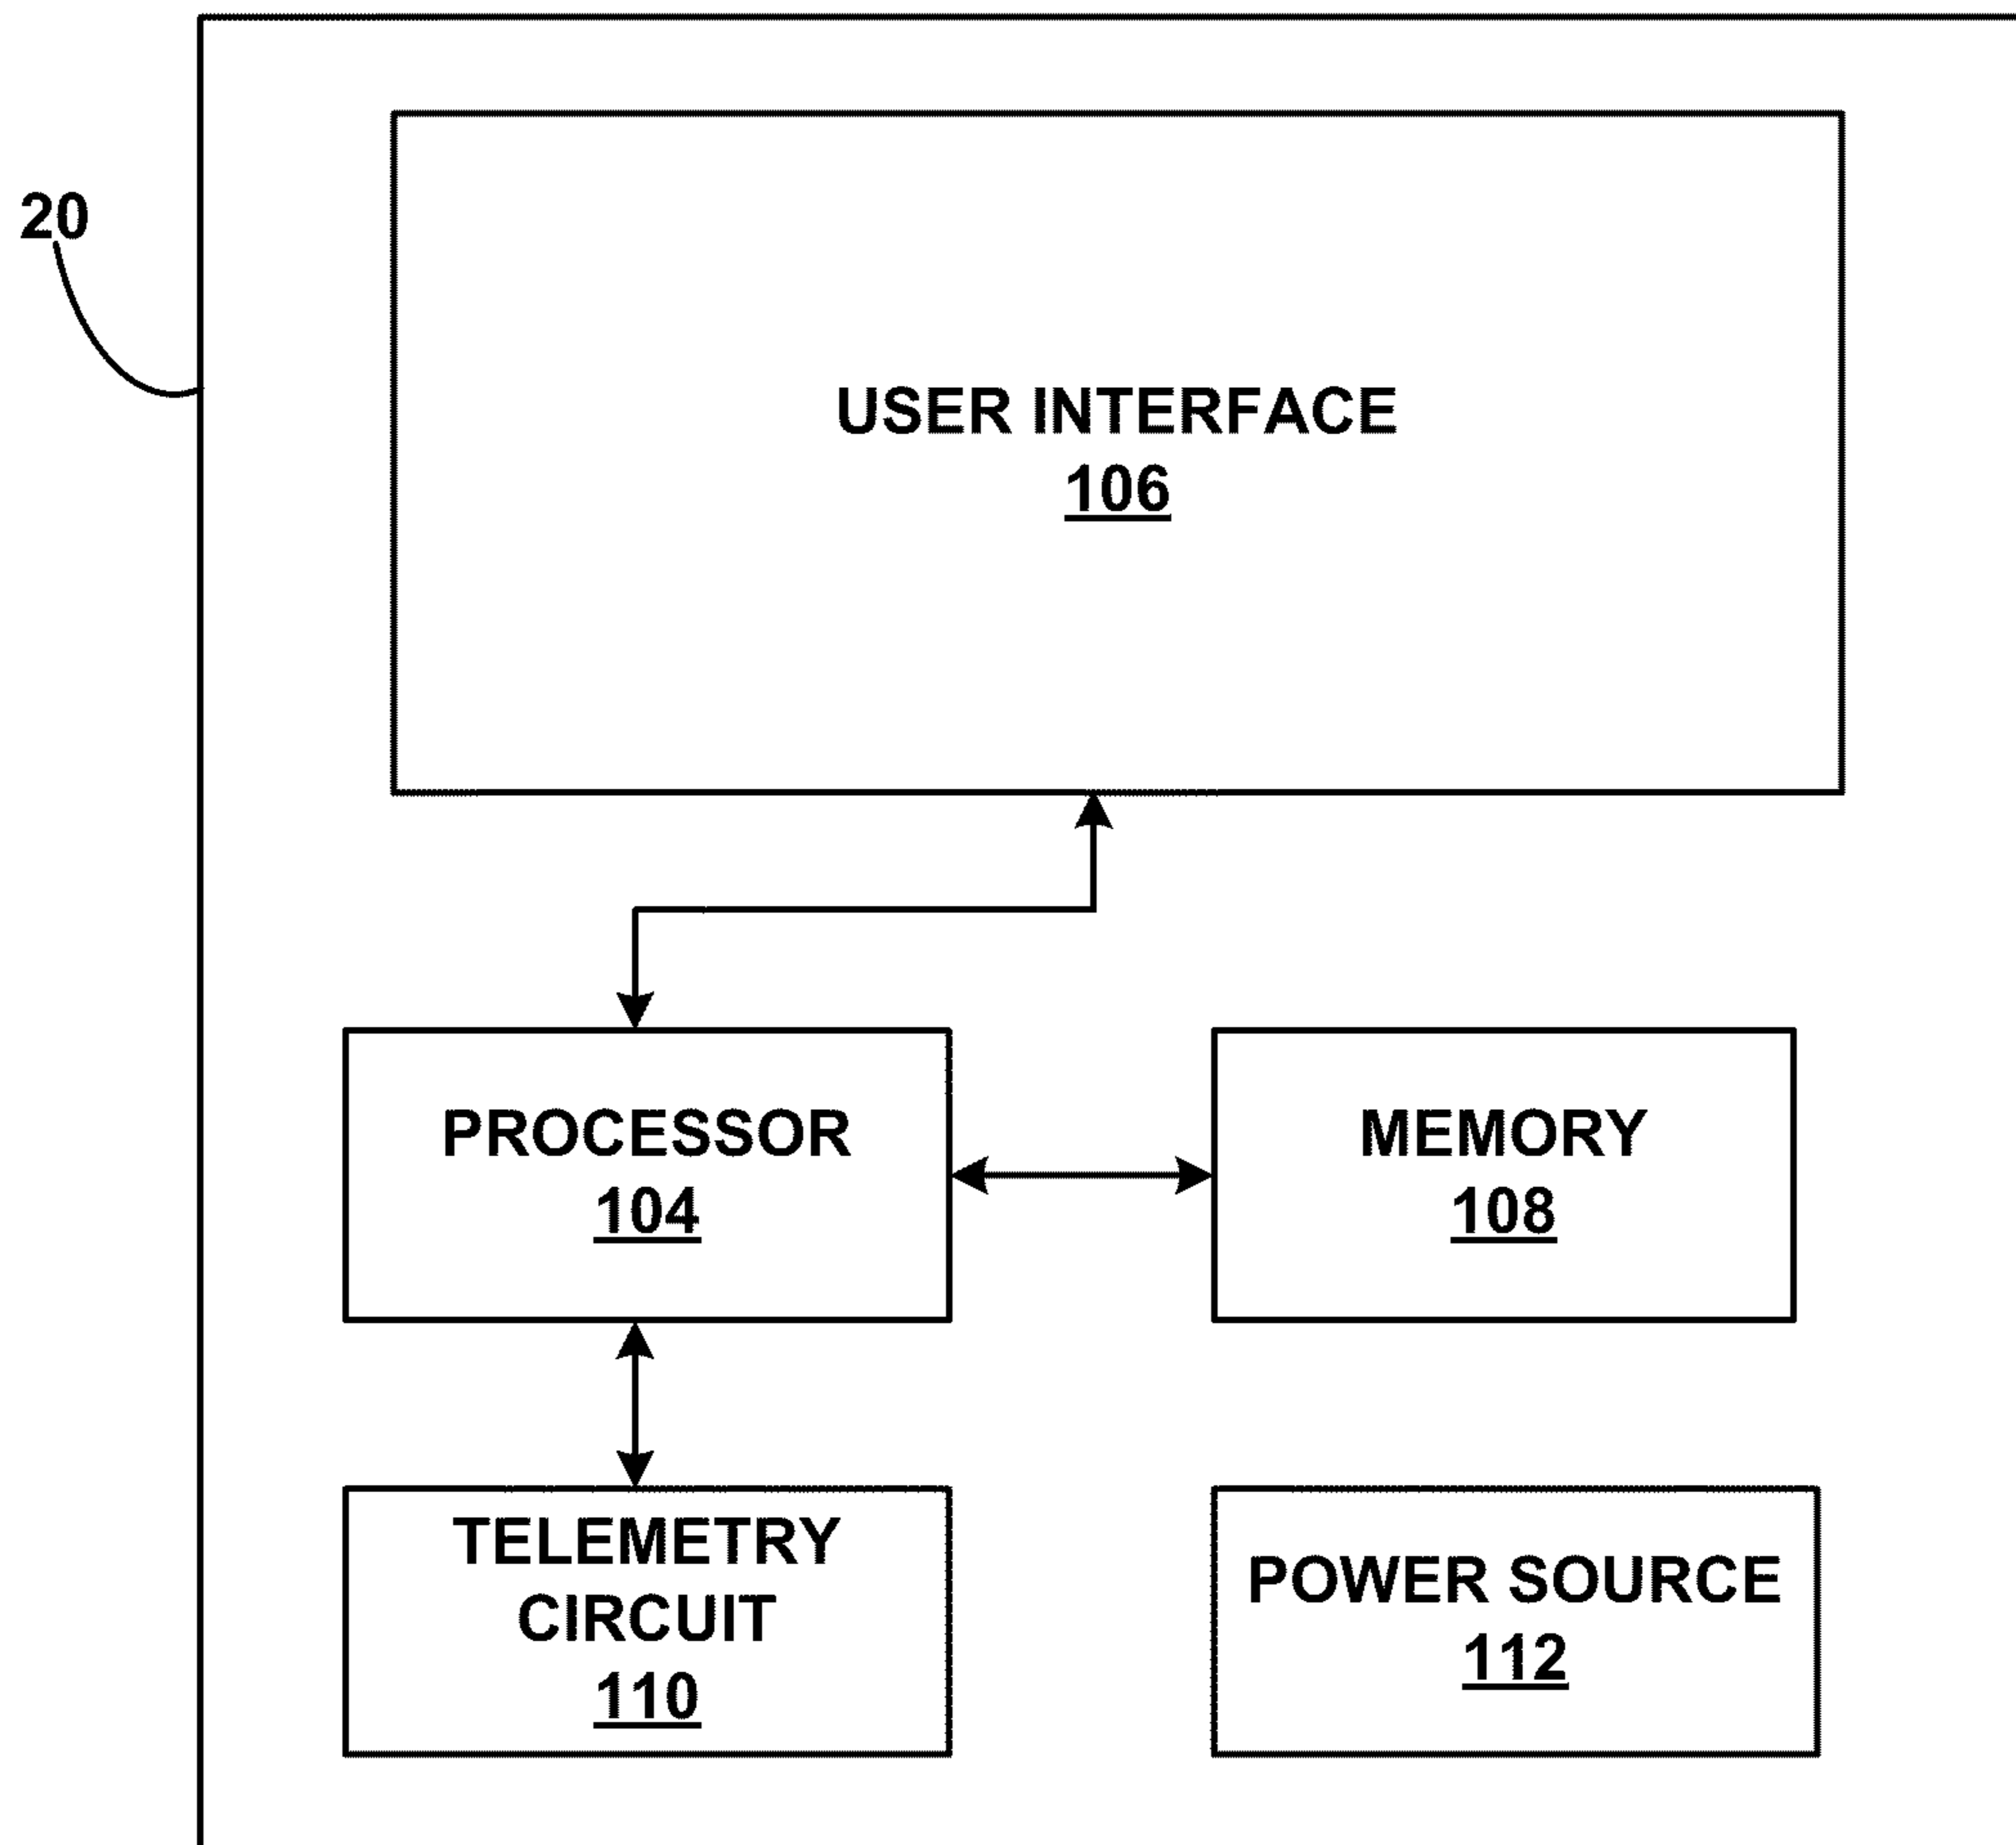 20
USER INTERFACE
106
PROCESSOR
104
MEMORY
108
TELEMETRY
CIRCUIT
110
POWER SOURCE
112